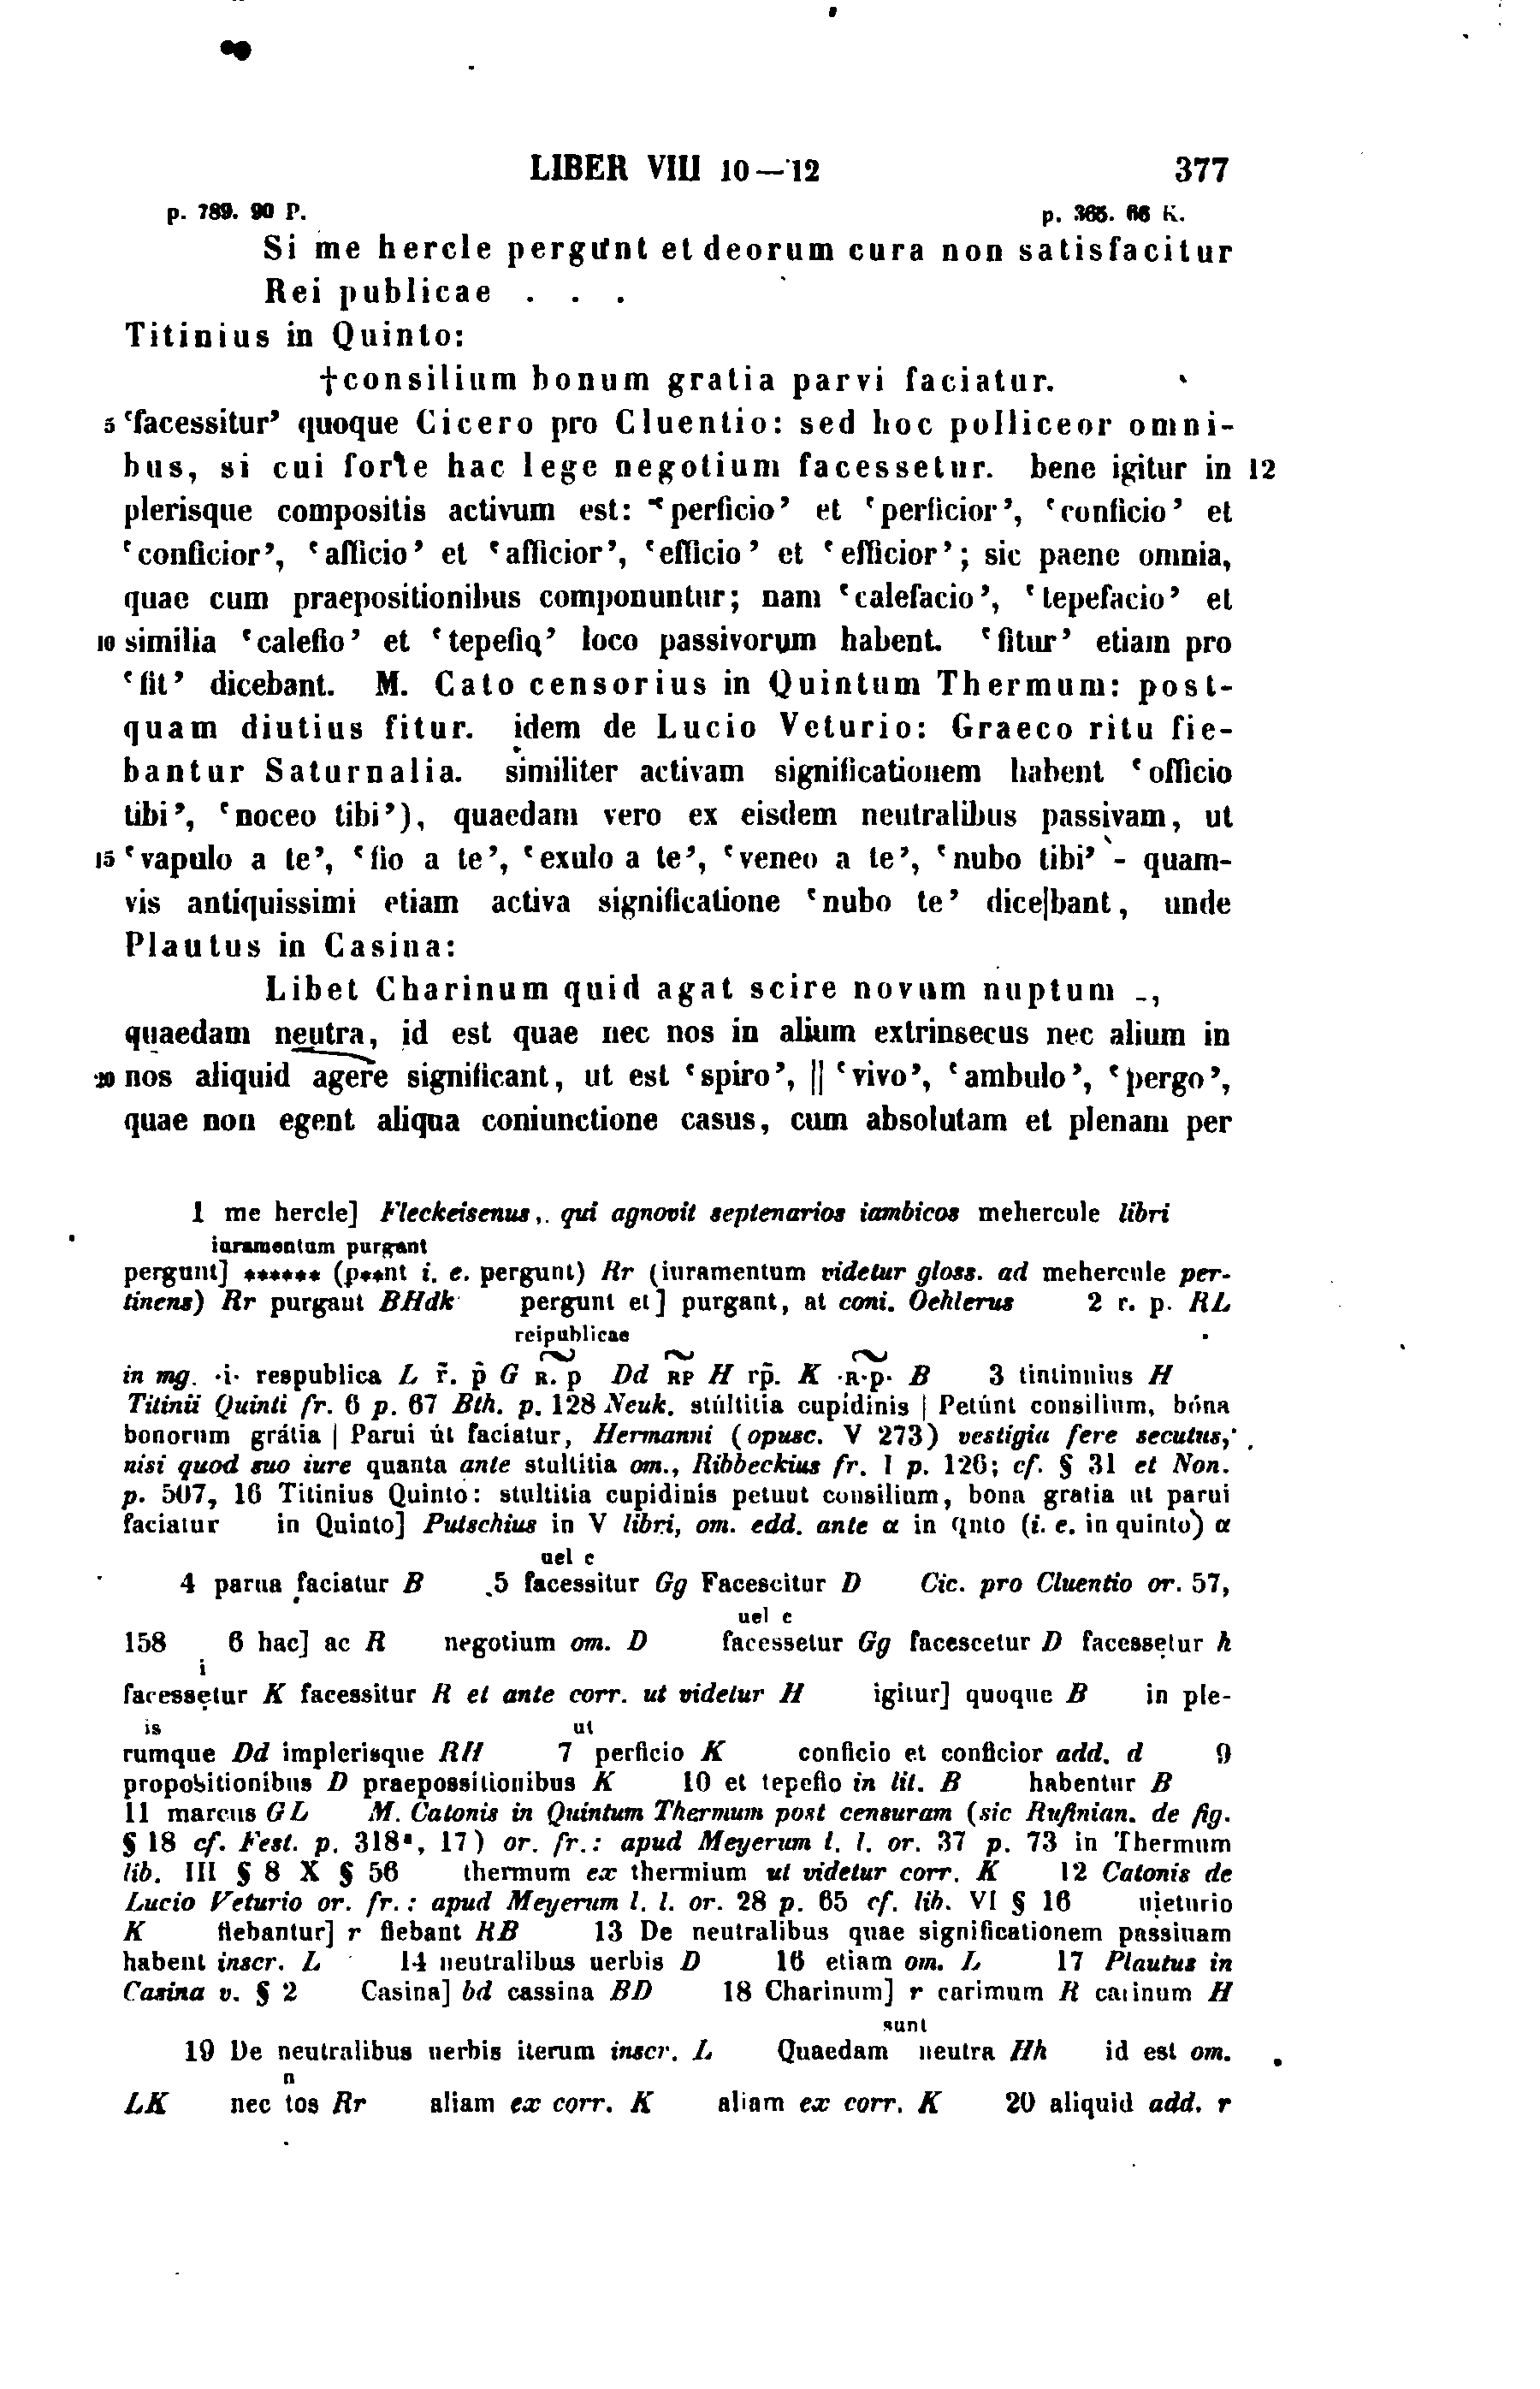 LIBER VIII 10—12 377
p. 789. 90 P. p. 365. 66 K.
Si me hercle pergunt et deorum cura non satisfacitur
Rei publicae . . .
Titinius in Quinto:
†consilium bonum gratia parvi faciatur.
5 ‘facessitur’ quoque Cicero pro Cluentio: sed hoc polliceor omni-
bus, si cui forte hac lege negotium facessetur. bene igitur in 12
plerisque compositis activum est: ‘perficio’ et ‘perficior’, ‘conficio’ et
‘conficior’, ‘afficio’ et ‘afficior’, ‘efficio’ et ‘efficior’; sic paene omnia,
quae cum praepositionibus componuntur; nam ‘calefacio’, ‘tepefacio’ et
10 similia ‘calefio’ et ‘tepefio’ loco passivorum habent. ‘fitur’ etiam pro
‘fit’ dicebant. M. Cato censorius in Quintum Thermum: post-
quam diutius fitur. idem de Lucio Veturio: Graeco ritu fie-
bantur Saturnalia. similiter activam significationem habent ‘officio
tibi’, ‘noceo tibi’), quaedam vero ex eisdem neutralibus passivam, ut
15 ‘vapulo a te’, ‘fio a te’, ‘exulo a te’, ‘veneo a te’, ‘nubo tibi’ - quam-
vis antiquissimi etiam activa significatione ‘nubo te’ dice|bant, unde
Plautus in Casina:
Libet Charinum quid agat scire novum nuptum -,
quaedam neutra, id est quae nec nos in alium extrinsecus nec alium in
20 nos aliquid agere significant, ut est ‘spiro’, || ‘vivo’, ‘ambulo’, ‘pergo’,
quae non egent aliqua coniunctione casus, cum absolutam et plenam per
1 me hercle] Fleckeisenus, qui agnovit septenarios iambicos mehercule libri
iuramentum purgant
pergunt] ****** (p**nt i. e. pergunt) Rr (iuramentum videtur gloss. ad mehercule per-
tinens) Rr purgant BHdk pergunt et] purgant, at coni. Oehlerus 2 r. p. RL
reipublicae
in mg. ·i· respublica L r̄. p̄ G R. p Dd RP H rp̄. K ·R·p· B 3 tintinnius H
Titinii Quinti fr. 6 p. 67 Bth. p. 128 Neuk. stúltitia cupídinis | Petúnt consilium, bóna
bonorum grátia | Parui út faciatur, Hermanni (opusc. V 273) vestigia fere secutus,
nisi quod suo iure quanta ante stultitia om., Ribbeckius fr. I p. 126; cf. § 31 et Non.
p. 507, 16 Titinius Quinto: stultitia cupidinis petunt consilium, bona gratia ut parui
faciatur in Quinto] Putschius in V libri, om. edd. ante α in qnto (i. e. in quinto) α
uel c
4 parua faciatur B 5 facessitur Gg Facescitur D Cic. pro Cluentio or. 57,
uel c
158 6 hac] ac R negotium om. D facessetur Gg facescetur D facessẹtur h
i
facessẹtur K facessitur R et ante corr. ut videtur H igitur] quoque B in ple-
is ut
rumque Dd implerisque RH 7 perficio K conficio et conficior add. d 9
propositionibus D praepossitionibus K 10 et tepefio in lit. B habentur B
11 marcus GL M. Catonis in Quintum Thermum post censuram (sic Rufinian. de fig.
§ 18 cf. Fest. p. 318ª, 17) or. fr.: apud Meyerum l. l. or. 37 p. 73 in Thermum
lib. III § 8 X § 56 thermum ex thermium ut videtur corr. K 12 Catonis de
Lucio Veturio or. fr.: apud Meyerum l. l. or. 28 p. 65 cf. lib. VI § 16 uịeturio
K fiebantur] r fiebant RB 13 De neutralibus quae significationem passiuam
habent inscr. L 14 neutralibus uerbis D 16 etiam om. L 17 Plautus in
Casina v. § 2 Casina] bd cassina BD 18 Charinum] r carimum R catinum H
sunt
19 De neutralibus uerbis iterum inscr. L Quaedam neutra Hh id est om.
n
LK nec tos Rr aliam ex corr. K aliam ex corr. K 20 aliquid add. r